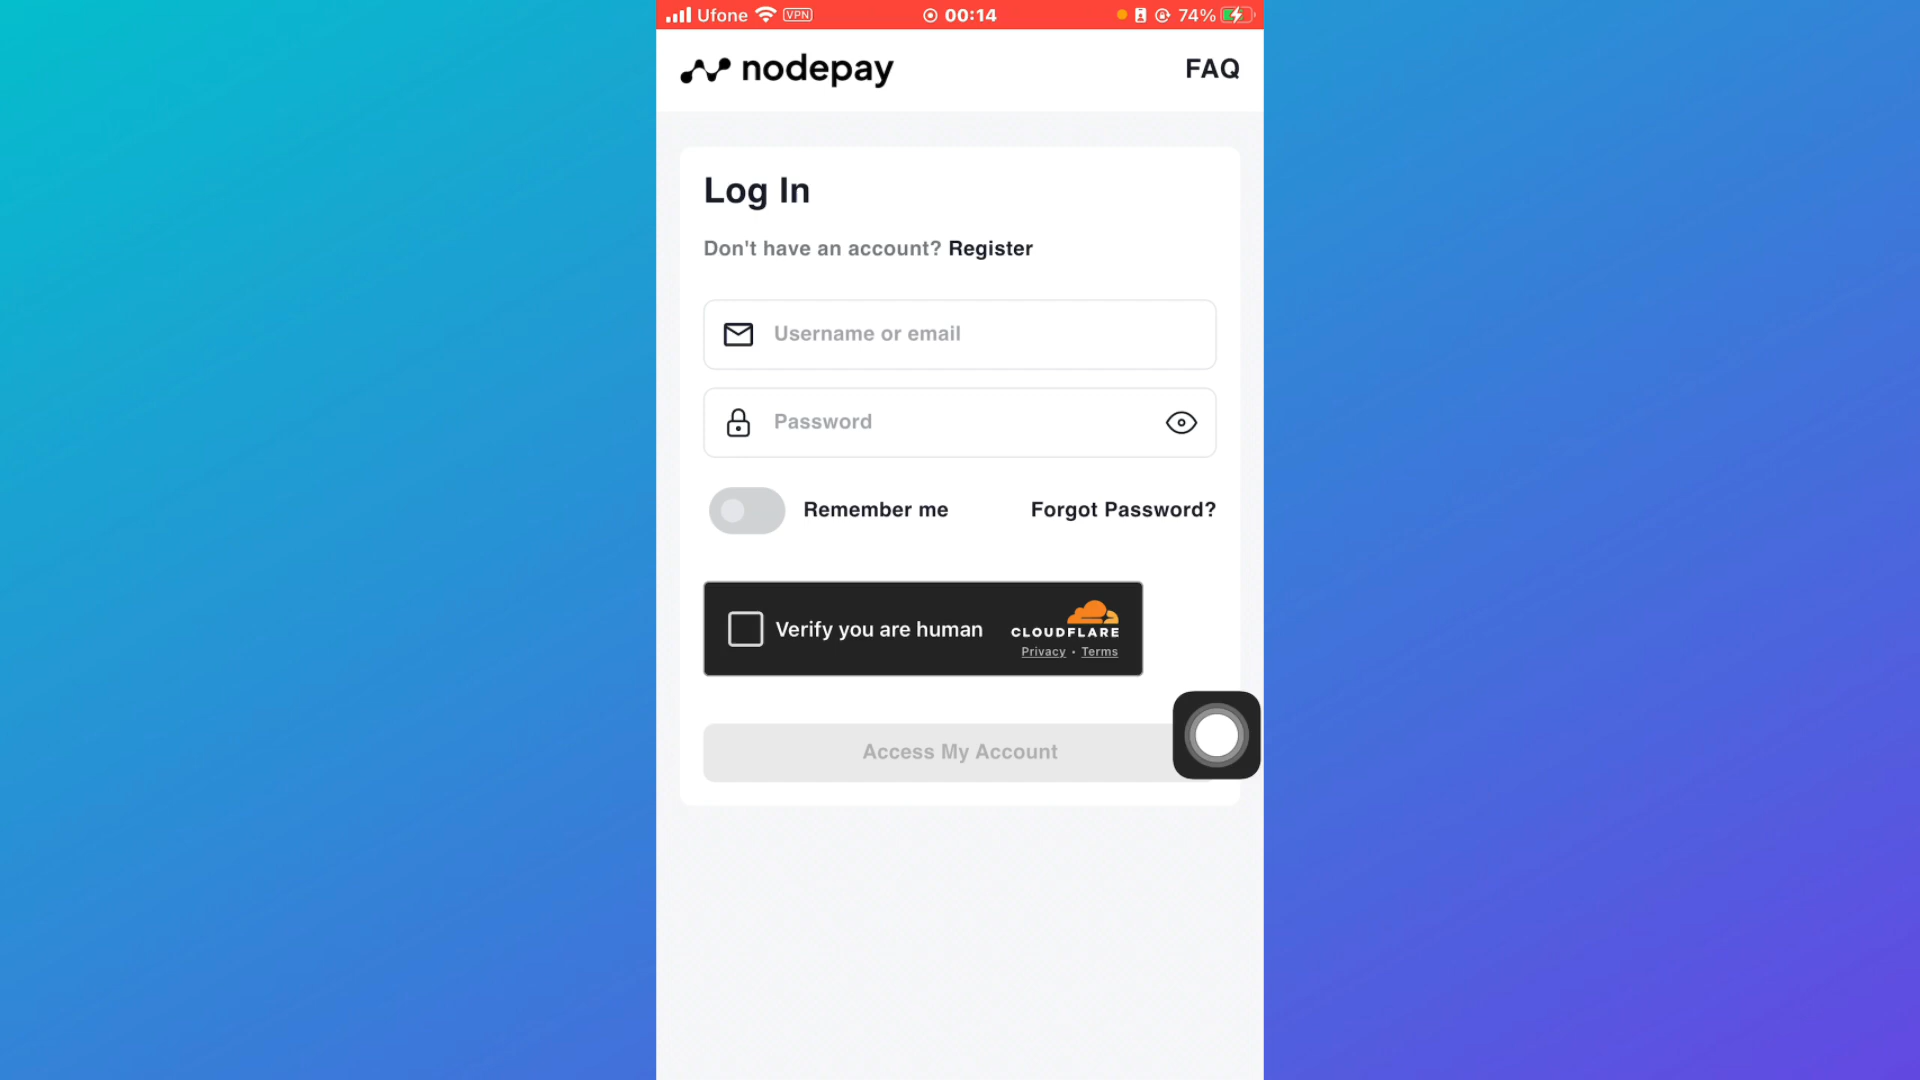 Ufone VPN 00:14 74%
nodepay FAQ
Log In
Don't have an account? Register
Username or email
Password
Remember me Forgot Password?
Verify you are human
CLOUDFLARE
Privacy • Terms
Access My Account